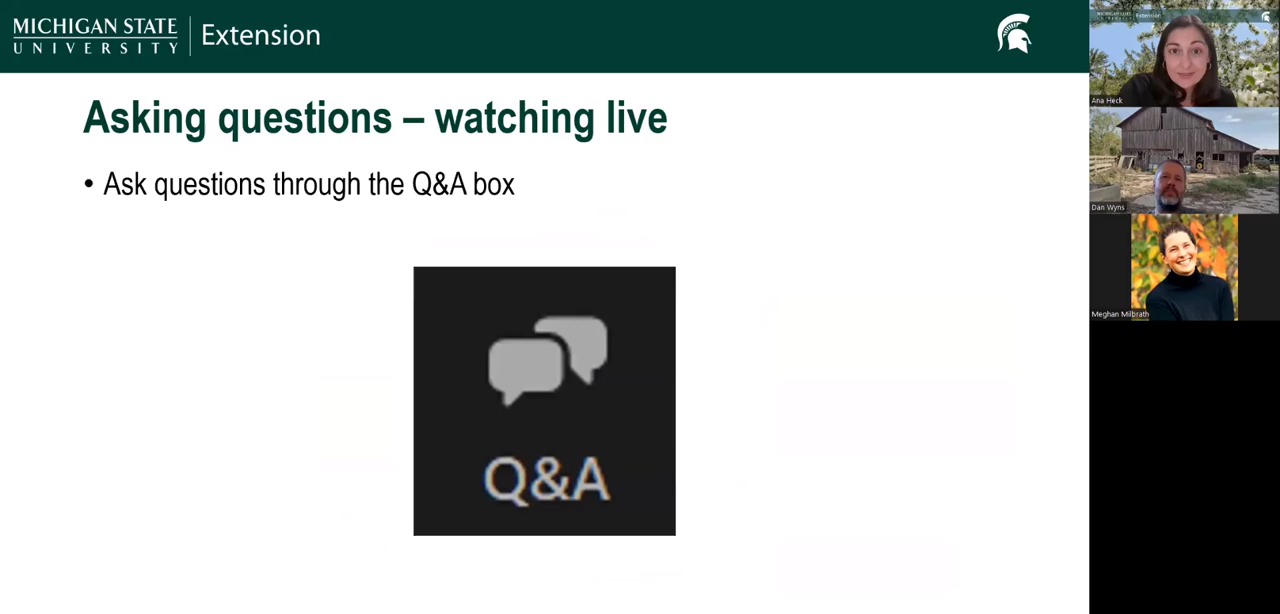 MICHIGAN STATE
UNIVERSITY
Extension
Asking questions – watching live
• Ask questions through the Q&A box
Q&A
Extension
Ana Heck
Dan Wyns
Meghan Milbrath